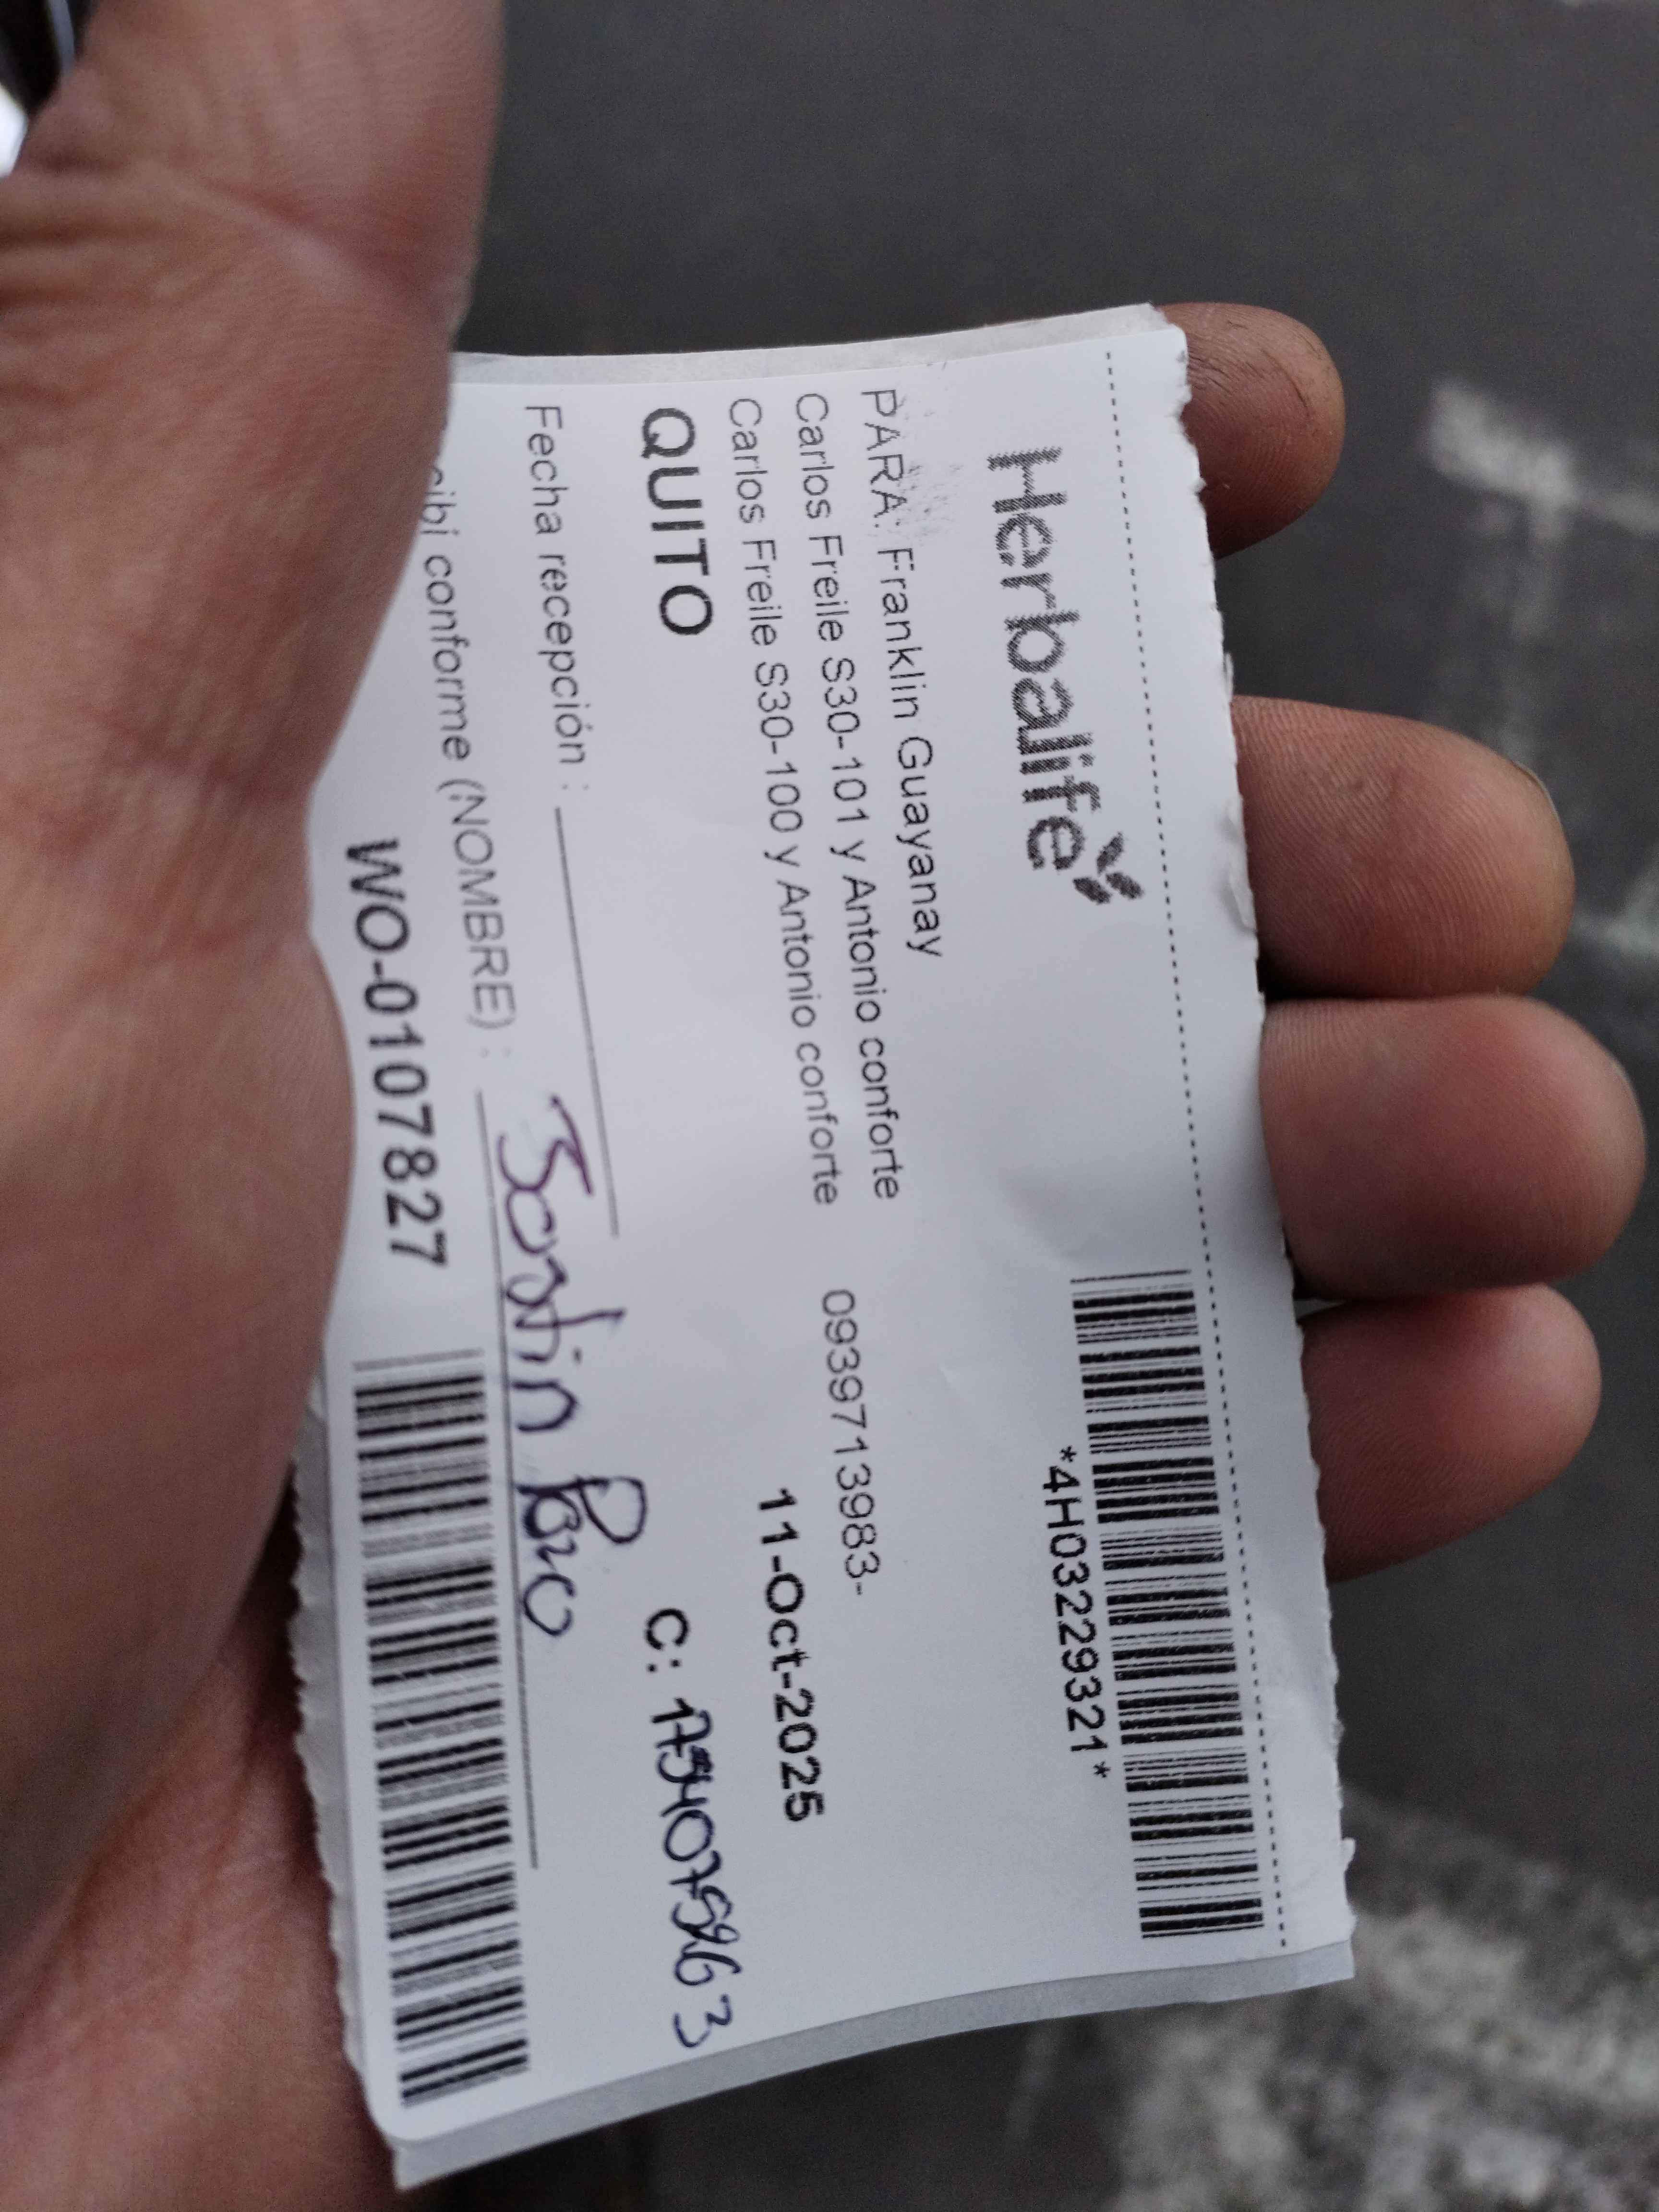 Herbalife
*4H03229321*
PARA: Franklin Guayanay
Carlos Freile S30-101 y Antonio conforte
Carlos Freile S30-100 y Antonio conforte
0939713983-
QUITO
11-Oct-2025
Fecha recepción :
C:
cibi conforme (NOMBRE) :
WO-01078827